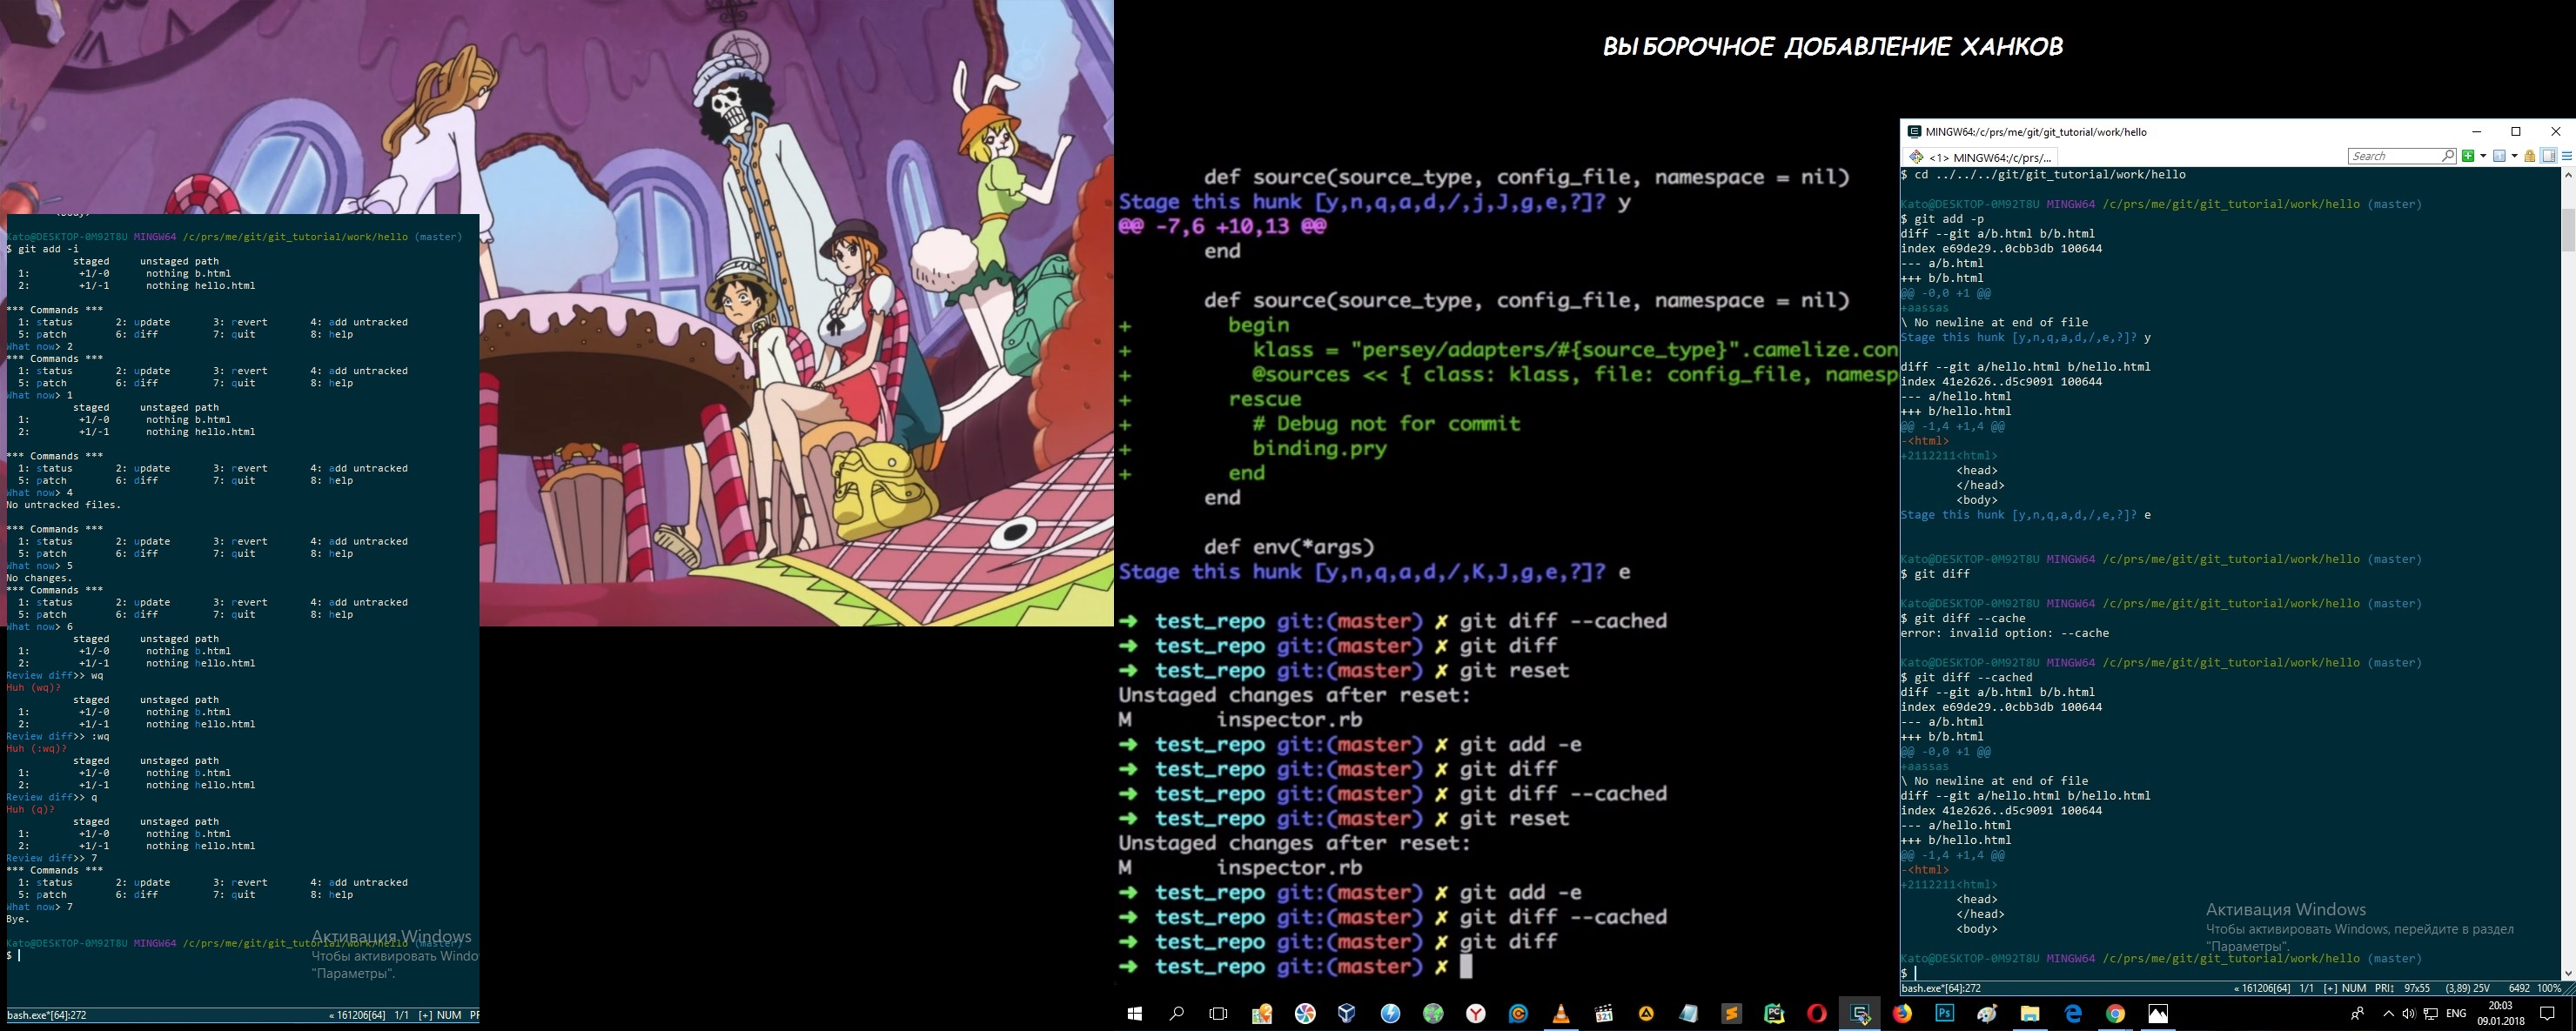 <body>
Kato@DESKTOP-0M92T8U MINGW64 /c/prs/me/git/git_tutorial/work/hello (master)
$ git add -i
staged     unstaged path
1:        +1/-0      nothing b.html
2:        +1/-1      nothing hello.html
*** Commands ***
1: status       2: update       3: revert       4: add untracked
5: patch        6: diff         7: quit         8: help
What now> 2
*** Commands ***
1: status       2: update       3: revert       4: add untracked
5: patch        6: diff         7: quit         8: help
What now> 1
staged     unstaged path
1:        +1/-0      nothing b.html
2:        +1/-1      nothing hello.html
*** Commands ***
1: status       2: update       3: revert       4: add untracked
5: patch        6: diff         7: quit         8: help
What now> 4
No untracked files.
*** Commands ***
1: status       2: update       3: revert       4: add untracked
5: patch        6: diff         7: quit         8: help
What now> 5
No changes.
*** Commands ***
1: status       2: update       3: revert       4: add untracked
5: patch        6: diff         7: quit         8: help
What now> 6
staged     unstaged path
1:        +1/-0      nothing b.html
2:        +1/-1      nothing hello.html
Review diff>> wq
Huh (wq)?
staged     unstaged path
1:        +1/-0      nothing b.html
2:        +1/-1      nothing hello.html
Review diff>> :wq
Huh (:wq)?
staged     unstaged path
1:        +1/-0      nothing b.html
2:        +1/-1      nothing hello.html
Review diff>> q
Huh (q)?
staged     unstaged path
1:        +1/-0      nothing b.html
2:        +1/-1      nothing hello.html
Review diff>> 7
*** Commands ***
1: status       2: update       3: revert       4: add untracked
5: patch        6: diff         7: quit         8: help
What now> 7
Bye.
Kato@DESKTOP-0M92T8U MINGW64 /c/prs/me/git/git_tutorial/work/hello (master)
$
Активация Windows
Чтобы активировать Windo
"Параметры".
bash.exe*[64]:272 « 161206[64] 1/1 [+] NUM PF
ВЫБОРОЧНОЕ ДОБАВЛЕНИЕ ХАНКОВ
def source(source_type, config_file, namespace = nil)
Stage this hunk [y,n,q,a,d,/,j,J,g,e,?]? y
@@ -7,6 +10,13 @@
end
def source(source_type, config_file, namespace = nil)
+ begin
+ klass = "persey/adapters/#{source_type}".camelize.con
+ @sources << { class: klass, file: config_file, namesp
+ rescue
+ # Debug not for commit
+ binding.pry
+ end
end
def env(*args)
Stage this hunk [y,n,q,a,d,/,K,J,g,e,?]? e
➜ test_repo git:(master) ✗ git diff --cached
➜ test_repo git:(master) ✗ git diff
➜ test_repo git:(master) ✗ git reset
Unstaged changes after reset:
M inspector.rb
➜ test_repo git:(master) ✗ git add -e
➜ test_repo git:(master) ✗ git diff
➜ test_repo git:(master) ✗ git diff --cached
➜ test_repo git:(master) ✗ git reset
Unstaged changes after reset:
M inspector.rb
➜ test_repo git:(master) ✗ git add -e
➜ test_repo git:(master) ✗ git diff --cached
➜ test_repo git:(master) ✗ git diff
➜ test_repo git:(master) ✗
MINGW64:/c/prs/me/git/git_tutorial/work/hello
<1> MINGW64:/c/prs/... Search
$ cd ../../../git/git_tutorial/work/hello
Kato@DESKTOP-0M92T8U MINGW64 /c/prs/me/git/git_tutorial/work/hello (master)
$ git add -p
diff --git a/b.html b/b.html
index e69de29..0cbb3db 100644
--- a/b.html
+++ b/b.html
@@ -0,0 +1 @@
+aassas
\ No newline at end of file
Stage this hunk [y,n,q,a,d,/,e,?]? y
diff --git a/hello.html b/hello.html
index 41e2626..d5c9091 100644
--- a/hello.html
+++ b/hello.html
@@ -1,4 +1,4 @@
-<html>
+2112211<html>
<head>
</head>
<body>
Stage this hunk [y,n,q,a,d,/,e,?]? e
Kato@DESKTOP-0M92T8U MINGW64 /c/prs/me/git/git_tutorial/work/hello (master)
$ git diff
Kato@DESKTOP-0M92T8U MINGW64 /c/prs/me/git/git_tutorial/work/hello (master)
$ git diff --cache
error: invalid option: --cache
Kato@DESKTOP-0M92T8U MINGW64 /c/prs/me/git/git_tutorial/work/hello (master)
$ git diff --cached
diff --git a/b.html b/b.html
index e69de29..0cbb3db 100644
--- a/b.html
+++ b/b.html
@@ -0,0 +1 @@
+aassas
\ No newline at end of file
diff --git a/hello.html b/hello.html
index 41e2626..d5c9091 100644
--- a/hello.html
+++ b/hello.html
@@ -1,4 +1,4 @@
-<html>
+2112211<html>
<head>
</head>
<body>
Активация Windows
Чтобы активировать Windows, перейдите в раздел
"Параметры".
Kato@DESKTOP-0M92T8U MINGW64 /c/prs/me/git/git_tutorial/work/hello (master)
$
bash.exe*[64]:272 « 161206[64] 1/1 [+] NUM PRI: 97x55 (3,89) 25V 6492 100%
321 PC Ps ENG 20:03
09.01.2018